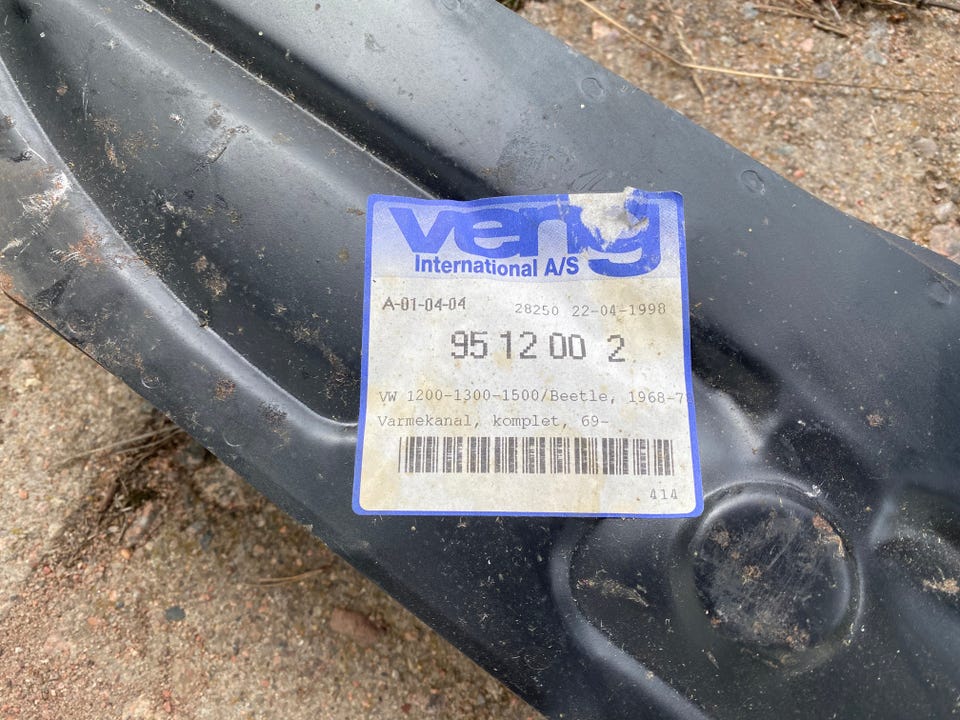 veng
International A/S
A-01-04-04 28250 22-04-1998
95 12 00 2
VW 1200-1300-1500/Beetle, 1968-7
Varmekanal, komplet, 69-
414